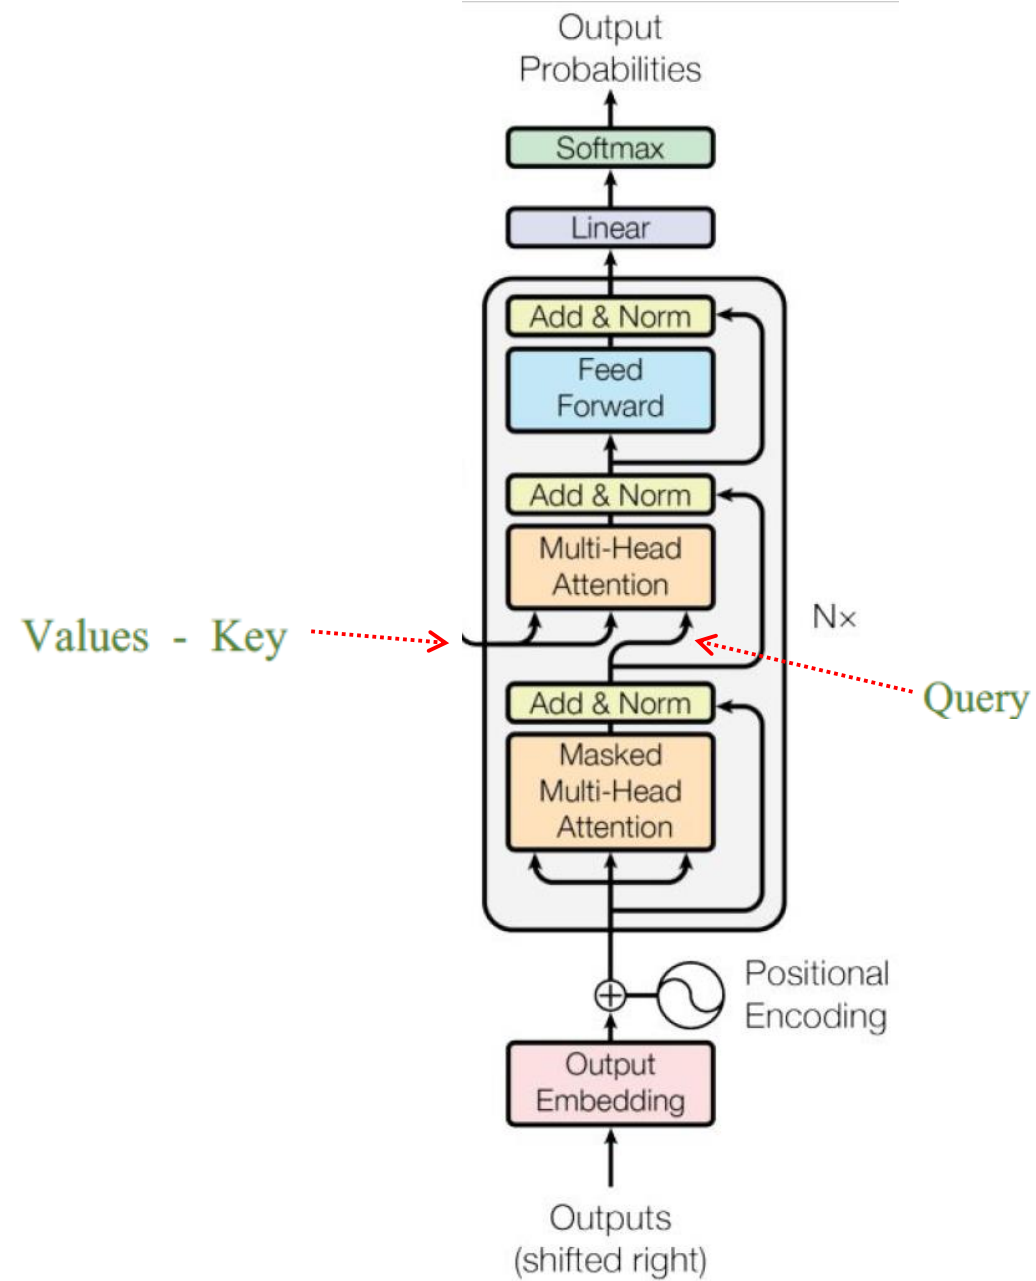 Output
Probabilities
Softmax
Linear
Add & Norm
Feed
Forward
Add & Norm
Multi-Head
Attention
N×
Values - Key
Query
Add & Norm
Masked
Multi-Head
Attention
Positional
Encoding
Output
Embedding
Outputs
(shifted right)